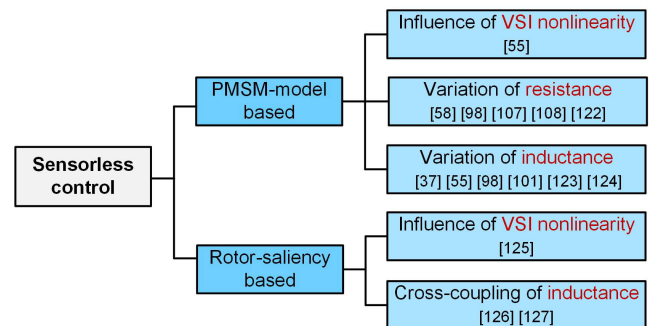 Influence of VSI nonlinearity
[55]
PMSM-model
based
Variation of resistance
[58] [98] [107] [108] [122]
Sensorless
control
Variation of inductance
[37] [55] [98] [101] [123] [124]
Influence of VSI nonlinearity
[125]
Rotor-saliency
based
Cross-coupling of inductance
[126] [127]